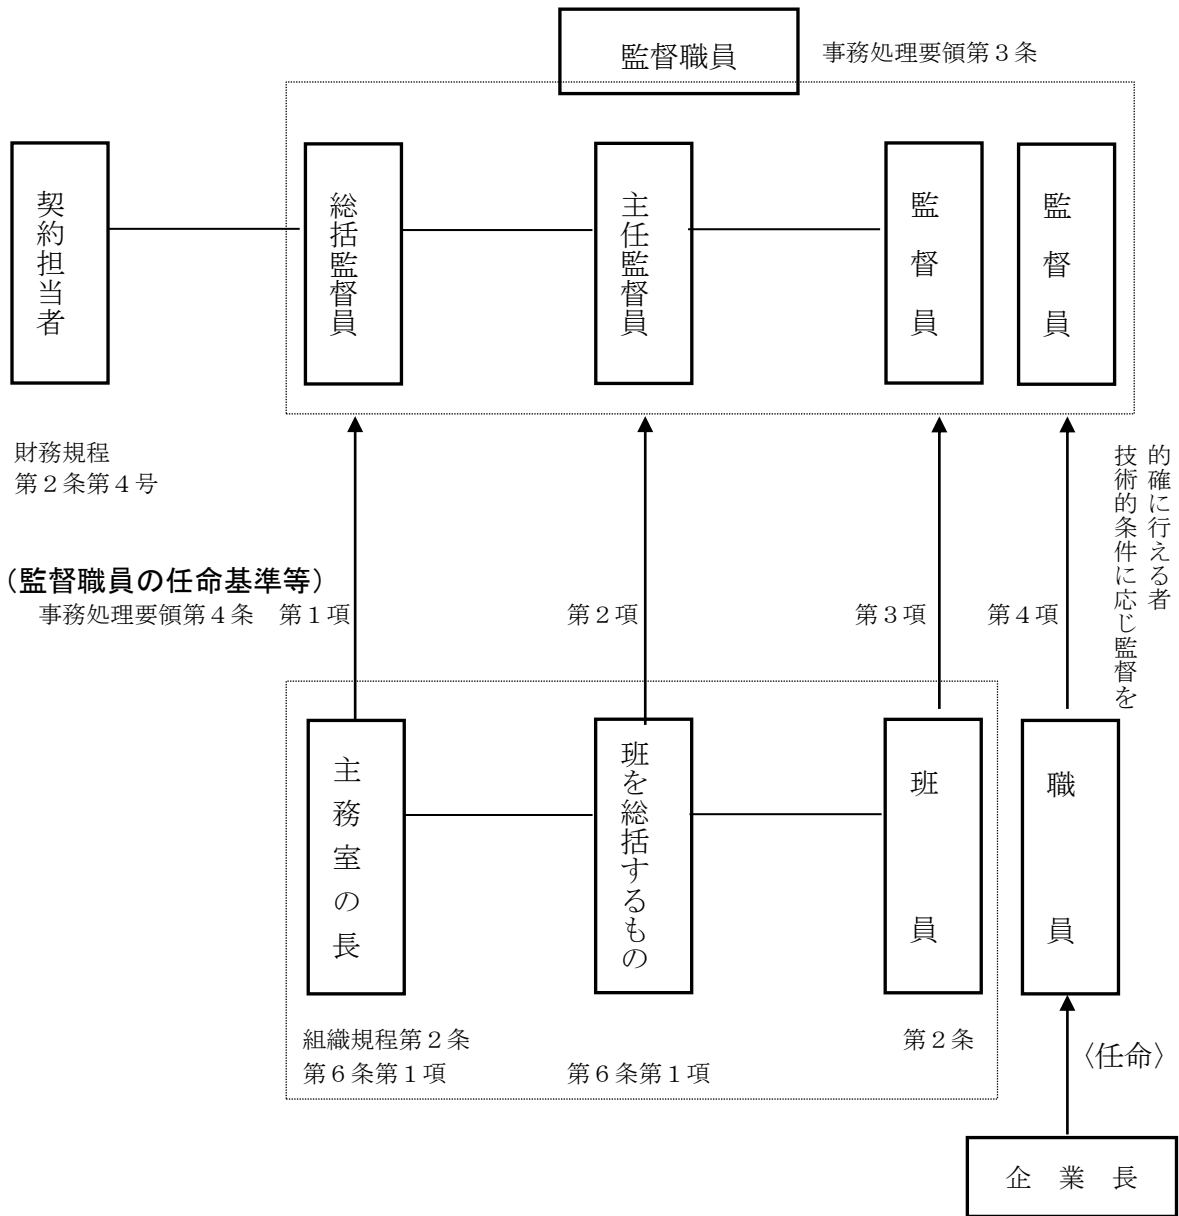 監督職員
事務処理要領第３条
契約担当者
総括監督員
主任監督員
監督員
監督員
財務規程
第２条第４号
技術的条件に応じ監督を
的確に行える者
（監督職員の任命基準等）
事務処理要領第４条　第１項
第２項
第３項
第４項
主務室の長
班を総括するもの
班員
職員
組織規程第２条
第６条第１項
第６条第１項
第２条
〈任命〉
企　業　長